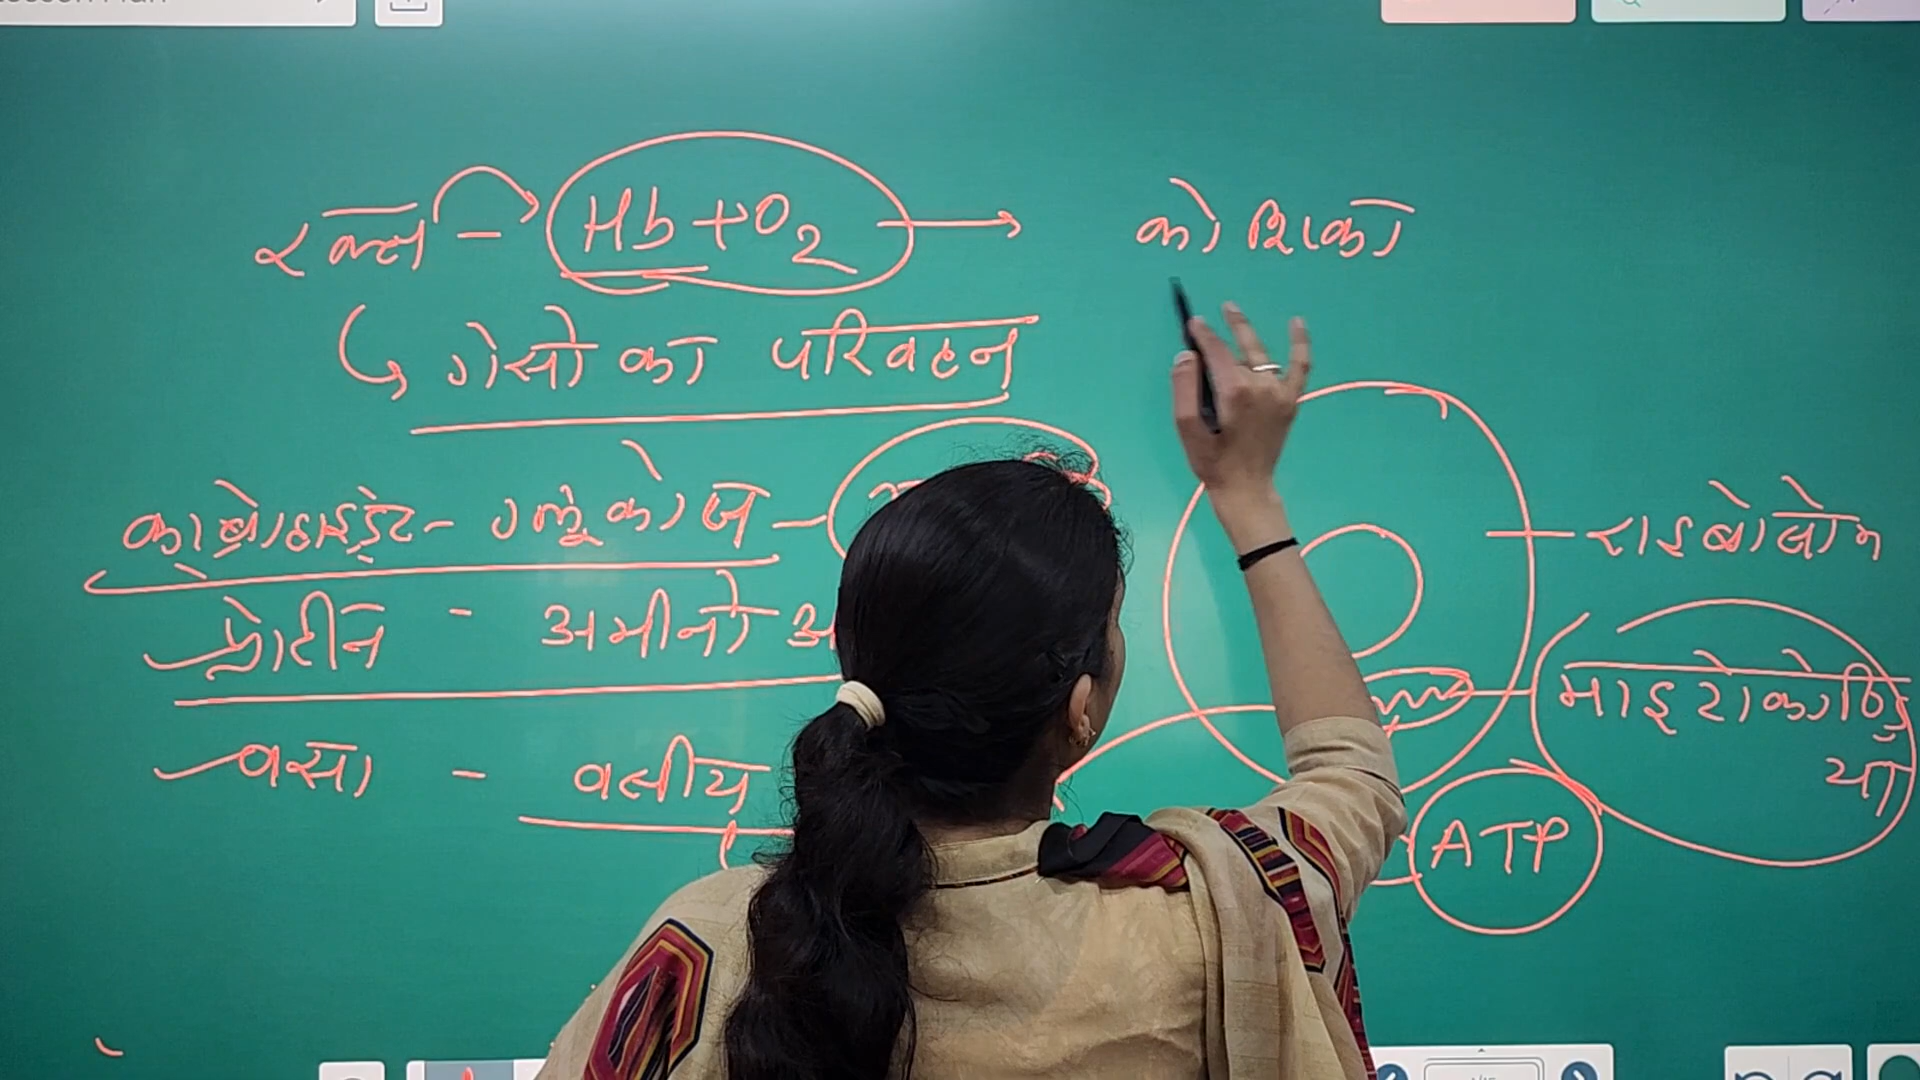 रक्त - Hb + O2 → कोशिका
गैसो का परिवहन
कार्बोहाइड्रेट - ग्लूकोज -
प्रोटीन - अमीनो अ
वसा - वसीय
राइबोसोम
माइटोकोण्ड्रि
या
ATP